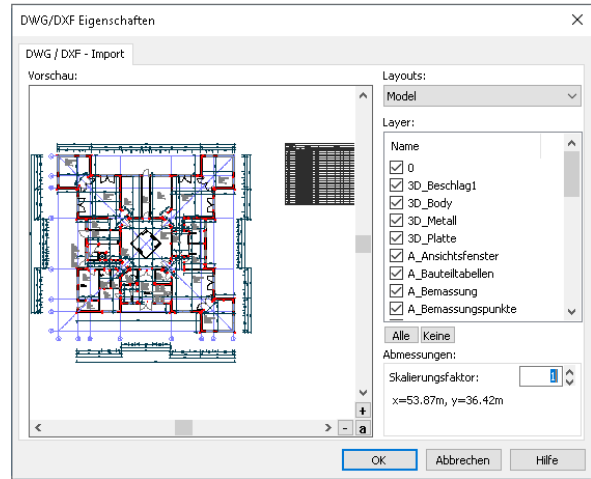 DWG/DXF Eigenschaften
DWG / DXF - Import
Vorschau:
Layouts:
Model
Layer:
Name
0
3D_Beschlag1
3D_Body
3D_Metall
3D_Platte
A_Ansichtsfenster
A_Bauteiltabellen
A_Bemassung
A_Bemassungspunkte
Alle Keine
Abmessungen:
Skalierungsfaktor: 1
x=53.87m, y=36.42m
+
- a
OK Abbrechen Hilfe